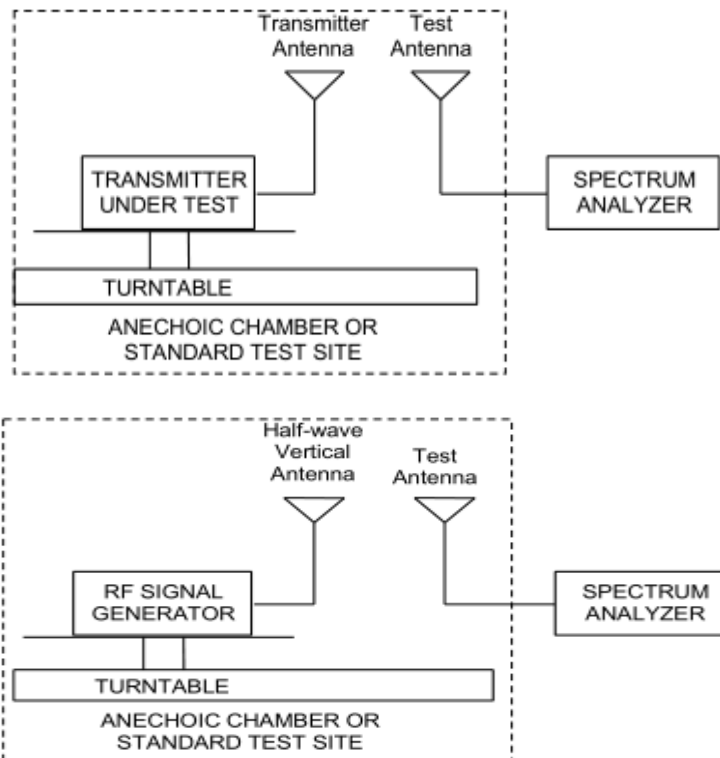 Transmitter
Antenna
Test
Antenna
TRANSMITTER
UNDER TEST
SPECTRUM
ANALYZER
TURNTABLE
ANECHOIC CHAMBER OR
STANDARD TEST SITE
Half-wave
Vertical
Antenna
Test
Antenna
RF SIGNAL
GENERATOR
SPECTRUM
ANALYZER
TURNTABLE
ANECHOIC CHAMBER OR
STANDARD TEST SITE